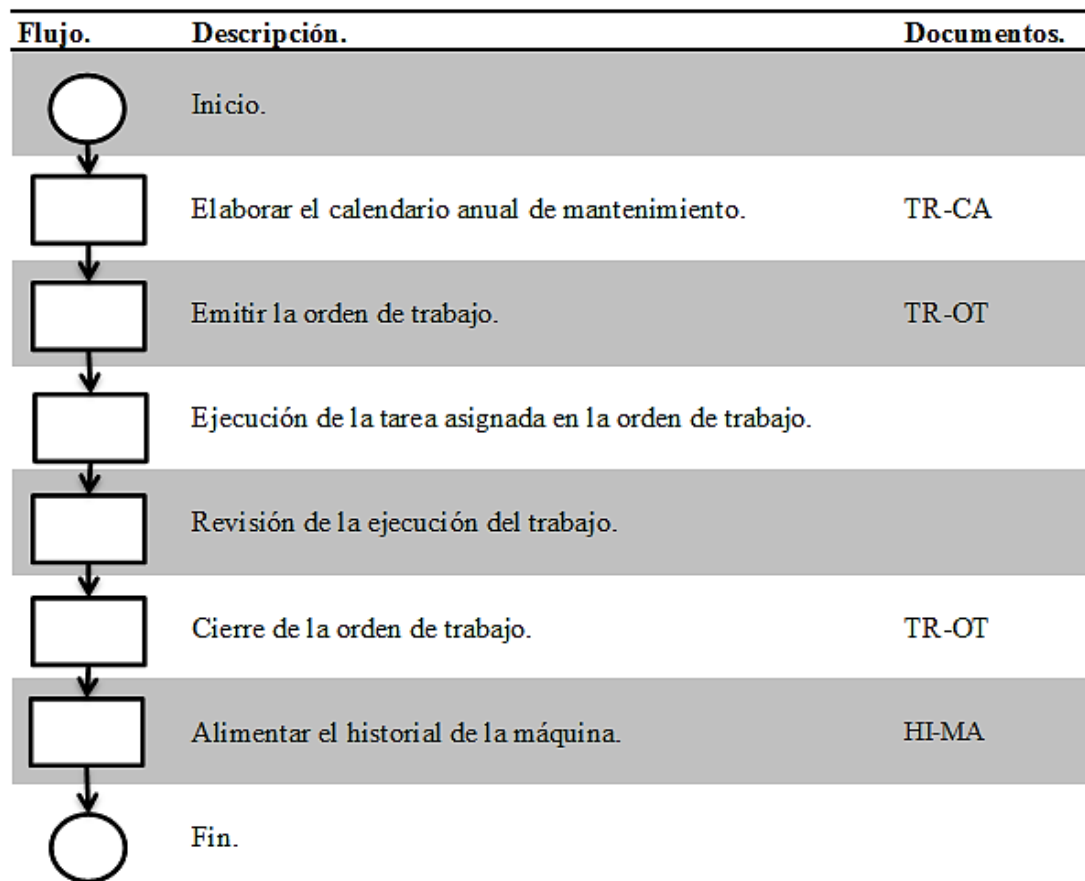 Flujo. Descripción. Documentos.
Inicio.
Elaborar el calendario anual de mantenimiento. TR-CA
Emitir la orden de trabajo. TR-OT
Ejecución de la tarea asignada en la orden de trabajo.
Revisión de la ejecución del trabajo.
Cierre de la orden de trabajo. TR-OT
Alimentar el historial de la máquina. HI-MA
Fin.